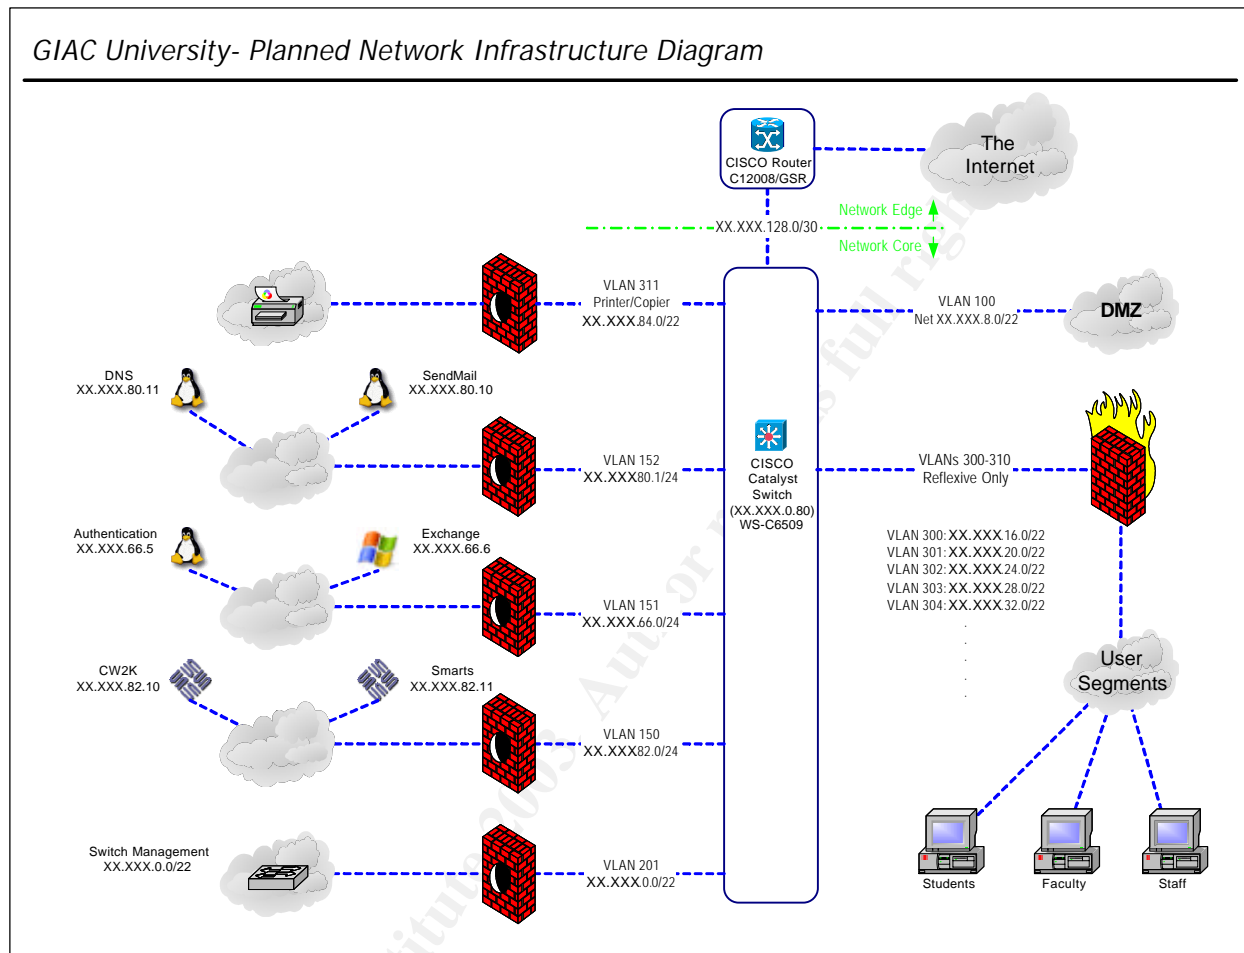 GIAC University- Planned Network Infrastructure Diagram
The
Internet
CISCO Router
C12008/GSR
Network Edge
XX.XXX.128.0/30
Network Core
VLAN 311
Printer/Copier
XX.XXX.84.0/22
VLAN 100
Net XX.XXX.8.0/22
DMZ
DNS
XX.XXX.80.11
SendMail
XX.XXX.80.10
VLAN 152
XX.XXX80.1/24
CISCO
Catalyst
Switch
(XX.XXX.0.80)
WS-C6509
VLANs 300-310
Reflexive Only
Authentication
XX.XXX.66.5
Exchange
XX.XXX.66.6
VLAN 151
XX.XXX.66.0/24
VLAN 300: XX.XXX.16.0/22
VLAN 301: XX.XXX.20.0/22
VLAN 302: XX.XXX.24.0/22
VLAN 303: XX.XXX.28.0/22
VLAN 304: XX.XXX.32.0/22
.
.
.
.
.
User
Segments
CW2K
XX.XXX.82.10
Smarts
XX.XXX.82.11
VLAN 150
XX.XXX82.0/24
Switch Management
XX.XXX.0.0/22
VLAN 201
XX.XXX.0.0/22
Students
Faculty
Staff
titute 2003 Author r s full righ